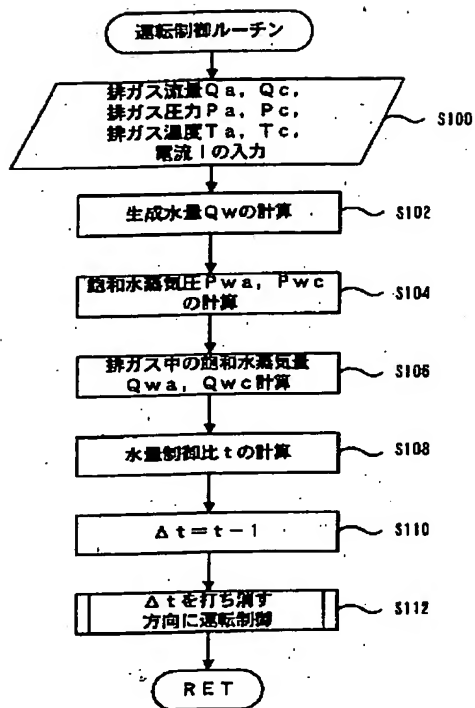 運転制御ルーチン
排ガス流量Qa, Qc,
排ガス圧力Pa, Pc,
排ガス温度Ta, Tc,
電流Iの入力
S100
生成水量Qwの計算
S102
飽和水蒸気圧Pwa, Pwc
の計算
S104
排ガス中の飽和水蒸気量
Qwa, Qwc計算
S106
水量制御比tの計算
S108
Δt=t-1
S110
Δtを打ち消す
方向に運転制御
S112
RET